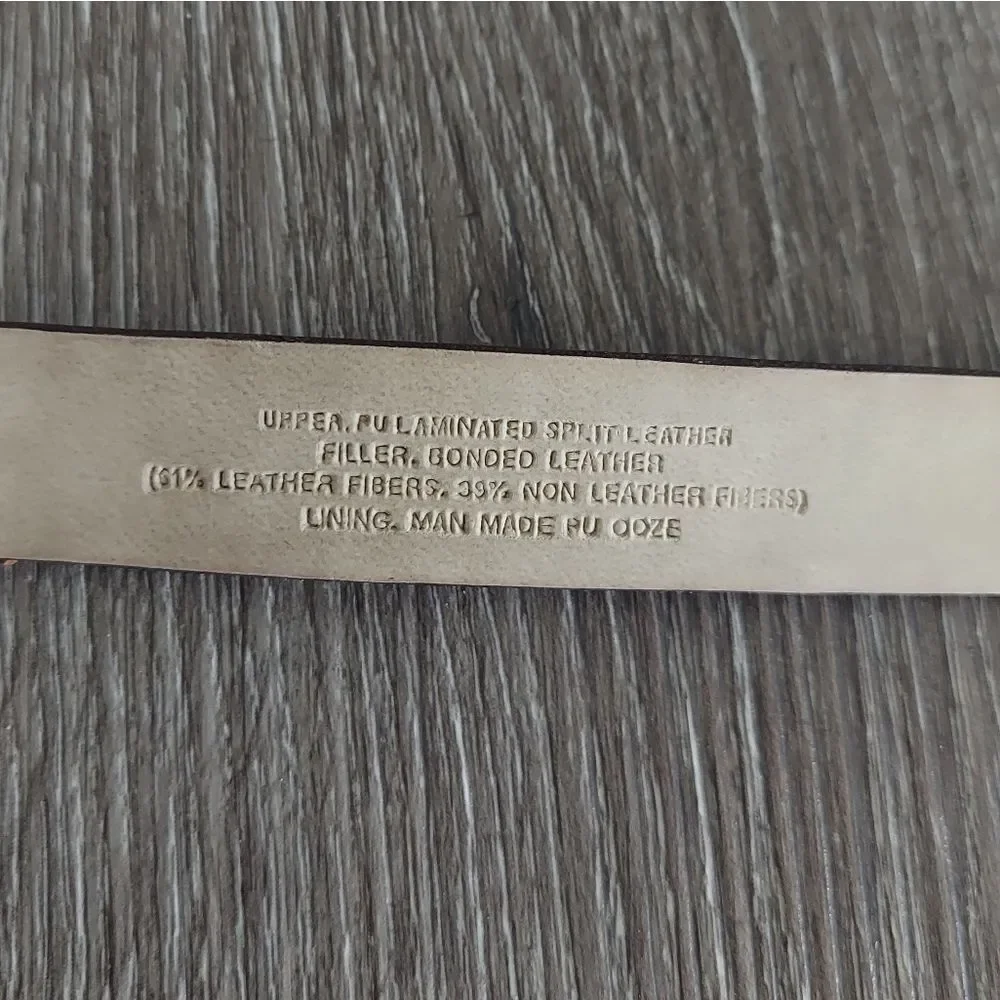 UPPER. PU LAMINATED SPLIT LEATHER
FILLER. BONDED LEATHER
(61% LEATHER FIBERS. 39% NON LEATHER FIBERS)
LINING. MAN MADE PU OOZE